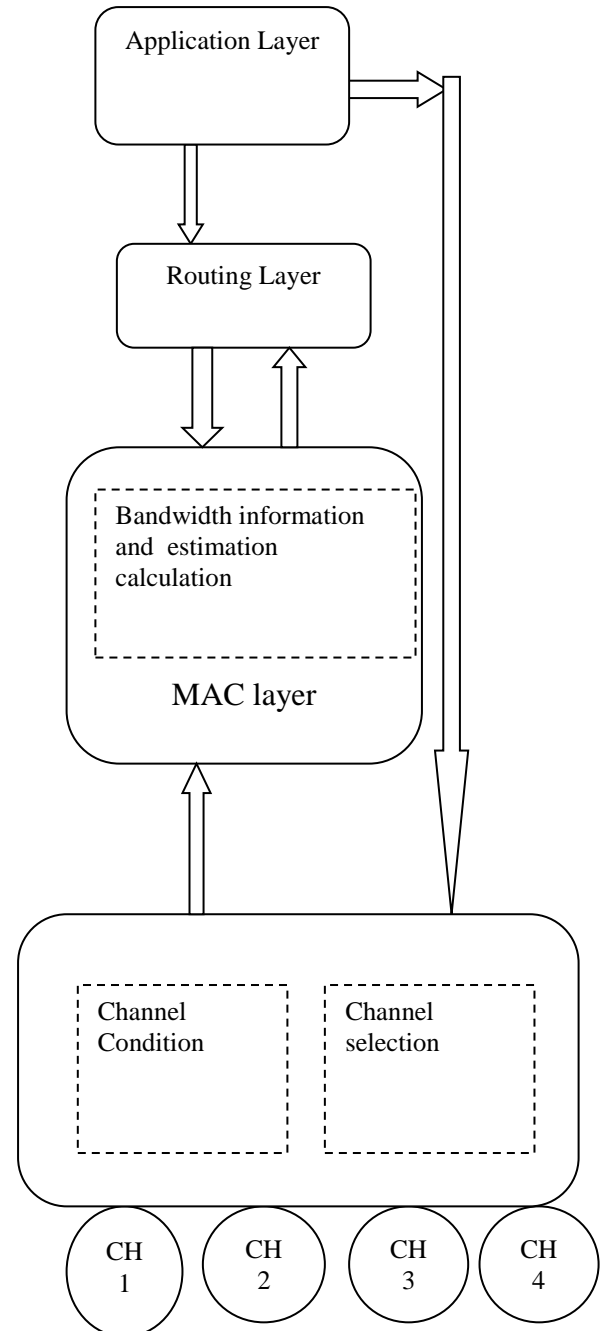 Application Layer
Routing Layer
Bandwidth information
and estimation
calculation
MAC layer
Channel
Condition
Channel
selection
CH
1
CH
2
CH
3
CH
4